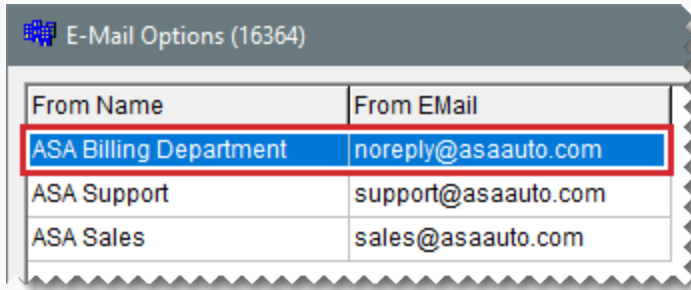 E-Mail Options (16364)
From Name From EMail
ASA Billing Department noreply@asaauto.com
ASA Support support@asaauto.com
ASA Sales sales@asaauto.com